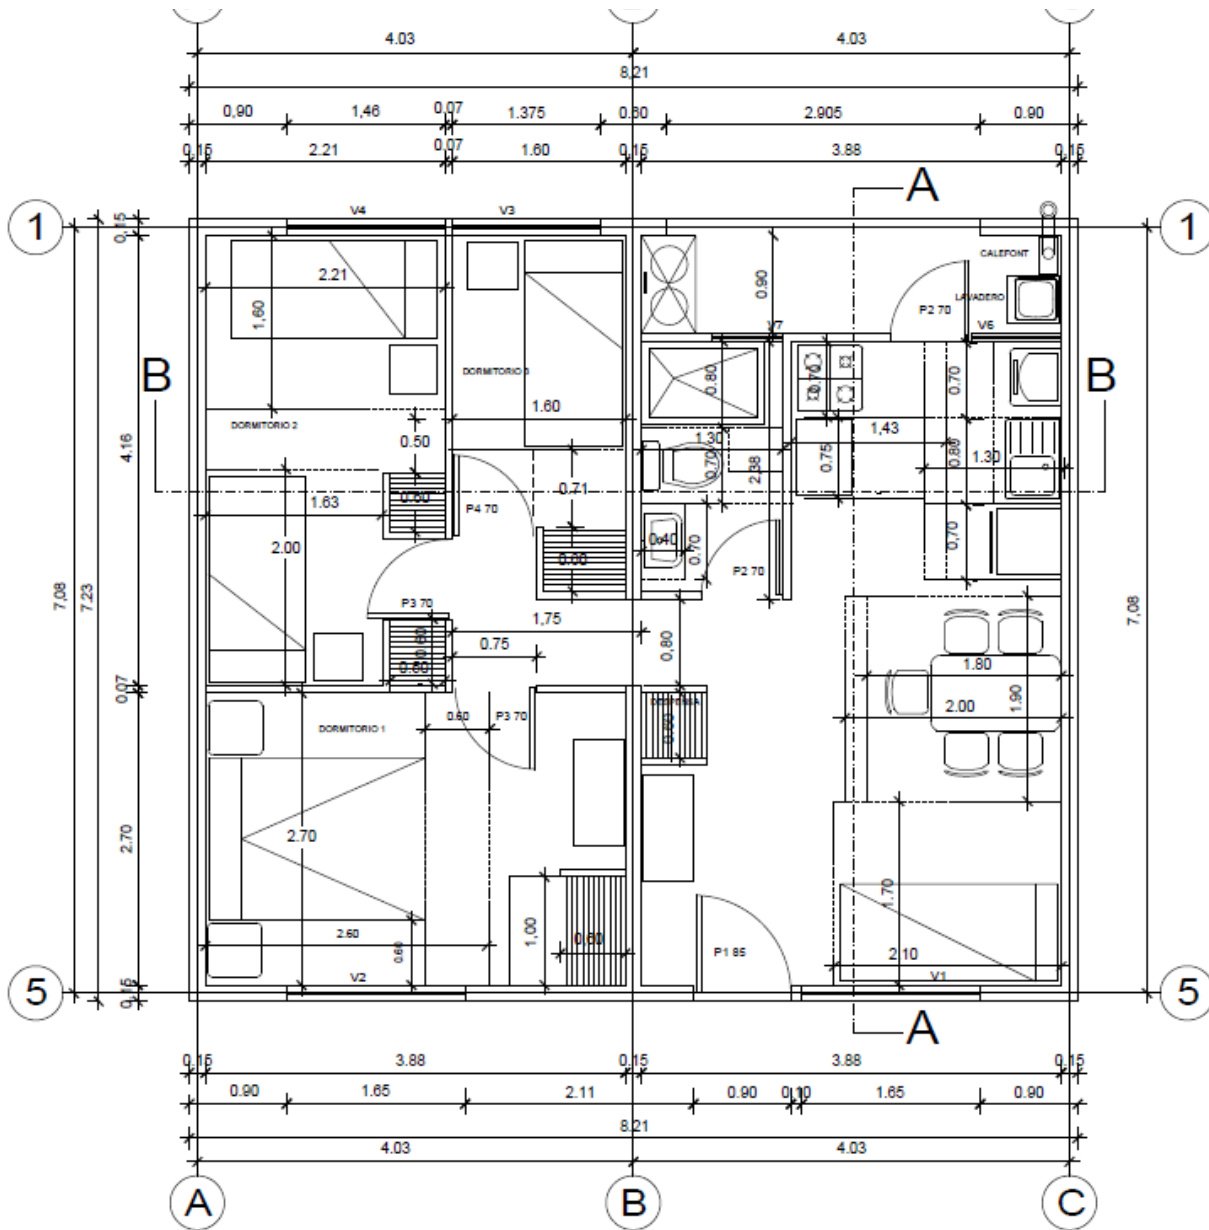 4.03 4.03
8,21
0,90 1,46 0.07 1.375 0.60 2.905 0.90
0.15 2.21 0.07 1.60 0.15 3.88 0.15
A
V4 V3
1 0,15 1
CALEFONT
2.21 0.90 LAVADERO
1,60 P2 70 V6
V7
B DORMITORIO 3 0.80 0.70 0.70 B
1.60
DORMITORIO 2
4.16 0.50 1.30 1,43
0.70 2,38 0.75 0.80 1.30
1.63 0.60 0.71
P4 70
2.00 0.40 0.70 0,70
0.60
P2 70
7,08 7.23 P3 70 7,08
0.60 1,75 0,80
0.75
0.60 1.80
0.07 DESPENSA 2.00 1.90
DORMITORIO 1 0.60 P3 70 0.60
2.70 2.70
1.70
2.60 0.60 1,00 0,60 P1 85 2.10
V2 V1
5 0.15 5
A
0.15 3.88 0.15 3.88 0.15
0.90 1.65 2.11 0.90 0.10 1.65 0.90
8.21
4.03 4.03
A B C